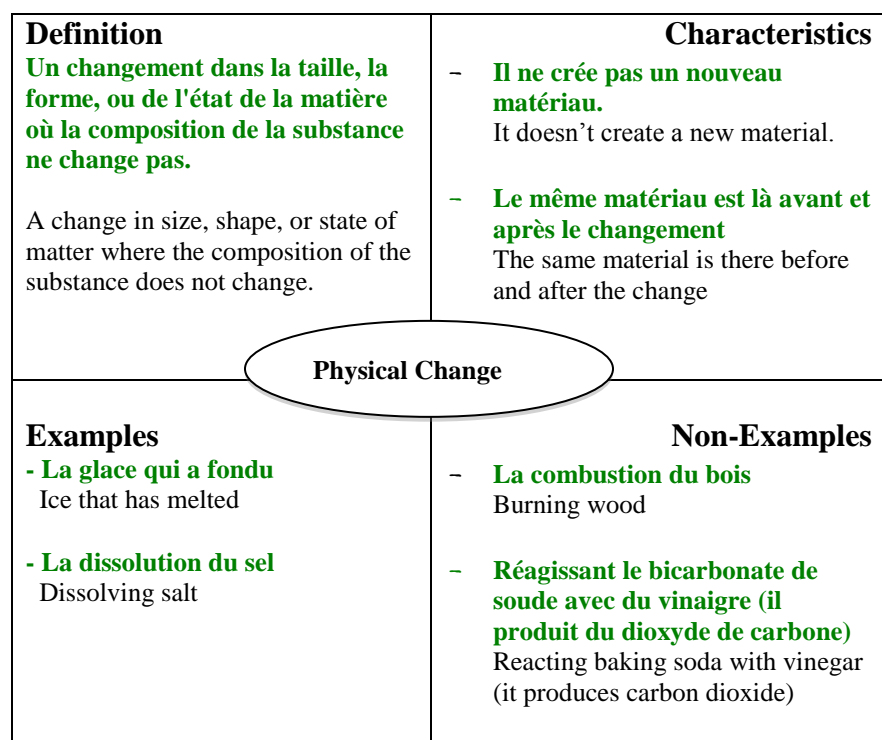 Definition
Un changement dans la taille, la
forme, ou de l'état de la matière
où la composition de la substance
ne change pas.
A change in size, shape, or state of
matter where the composition of the
substance does not change.
Characteristics
- Il ne crée pas un nouveau
matériau.
It doesn’t create a new material.
- Le même matériau est là avant et
après le changement
The same material is there before
and after the change
Physical Change
Examples
- La glace qui a fondu
Ice that has melted
- La dissolution du sel
Dissolving salt
Non-Examples
- La combustion du bois
Burning wood
- Réagissant le bicarbonate de
soude avec du vinaigre (il
produit du dioxyde de carbone)
Reacting baking soda with vinegar
(it produces carbon dioxide)